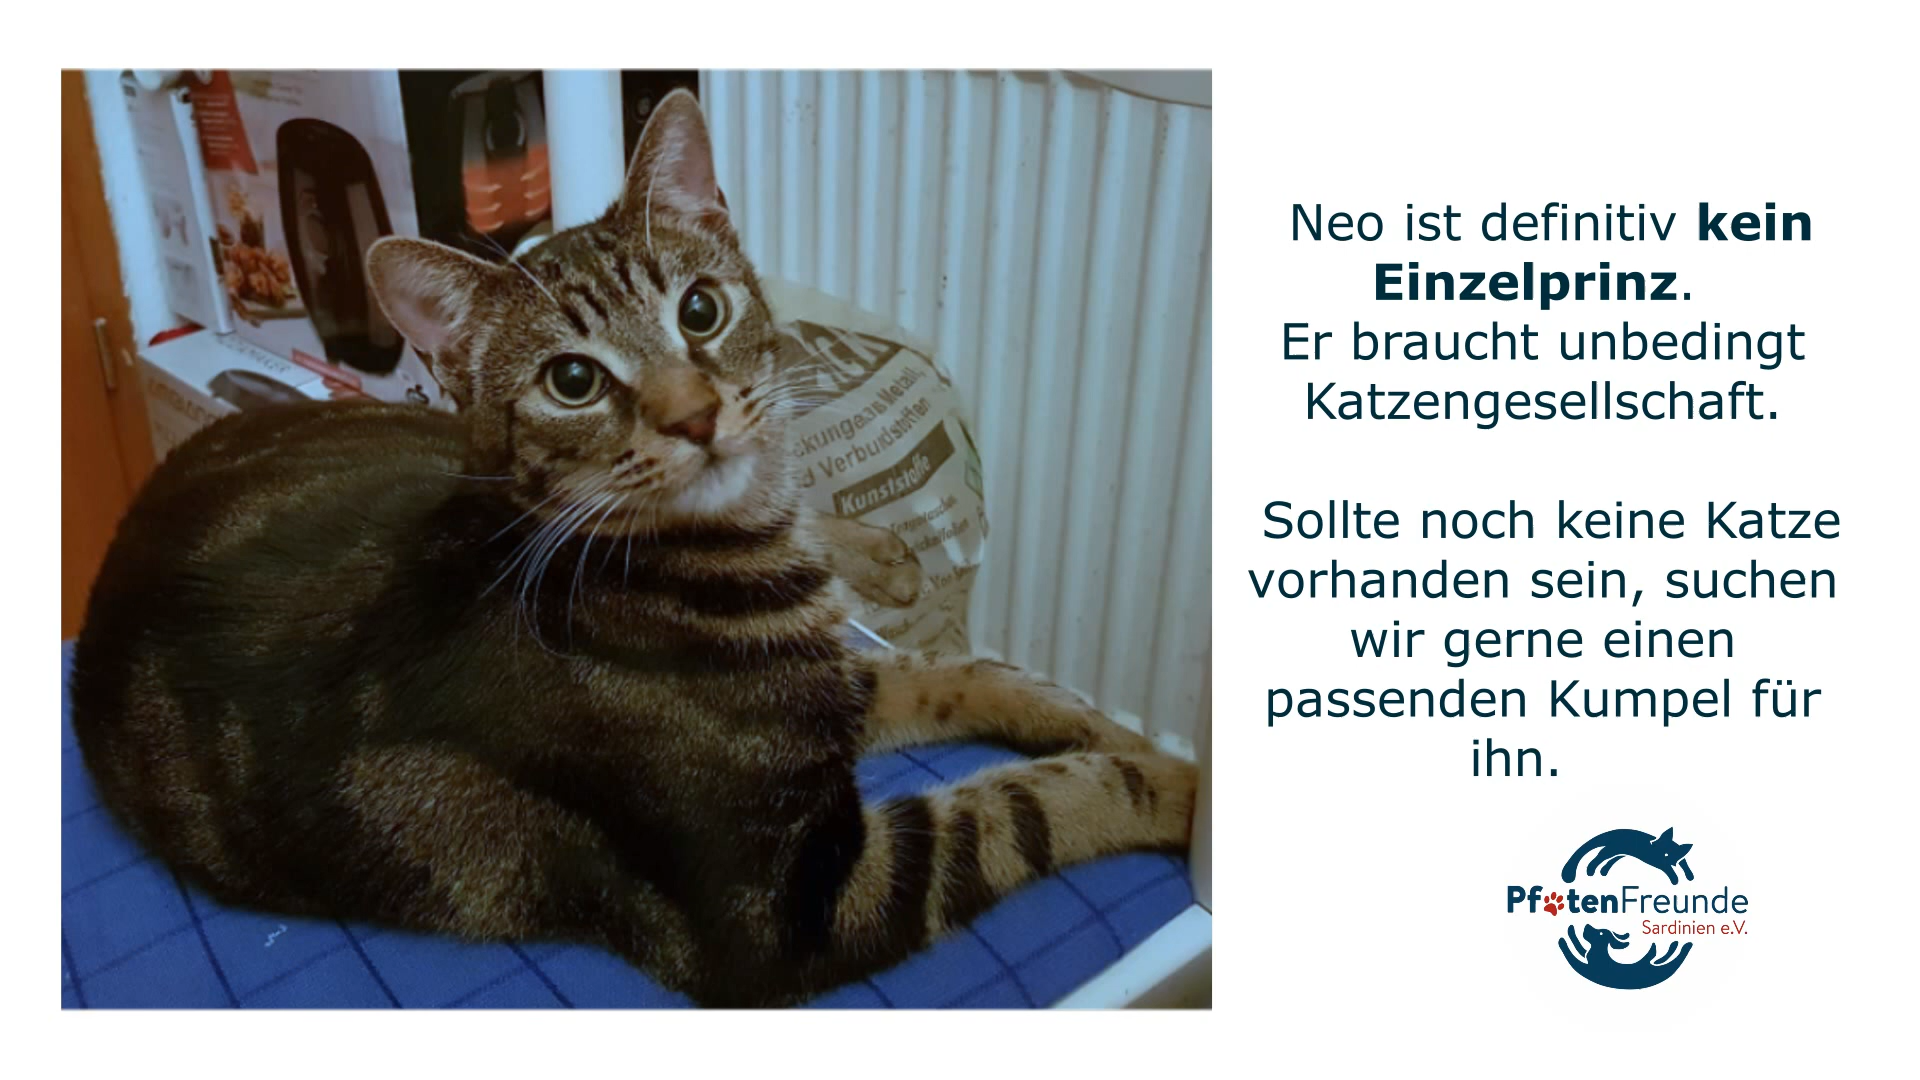 Neo ist definitiv kein
Einzelprinz.
Er braucht unbedingt
Katzengesellschaft.
Sollte noch keine Katze
vorhanden sein, suchen
wir gerne einen
passenden Kumpel für
ihn.
PfotenFreunde
Sardinien e.V.
d Verbundstoffen
Kunststoffe